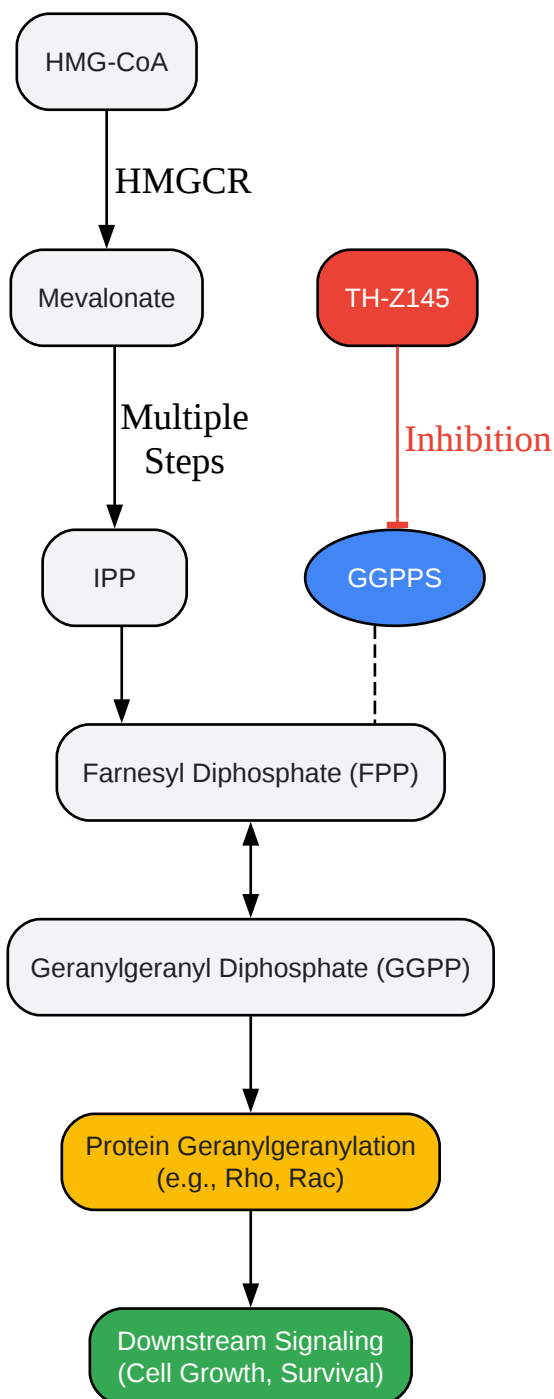 HMG-CoA
HMGCR
Mevalonate
TH-Z145
Multiple
Steps
Inhibition
IPP
GGPPS
Farnesyl Diphosphate (FPP)
Geranylgeranyl Diphosphate (GGPP)
Protein Geranylgeranylation
(e.g., Rho, Rac)
Downstream Signaling
(Cell Growth, Survival)